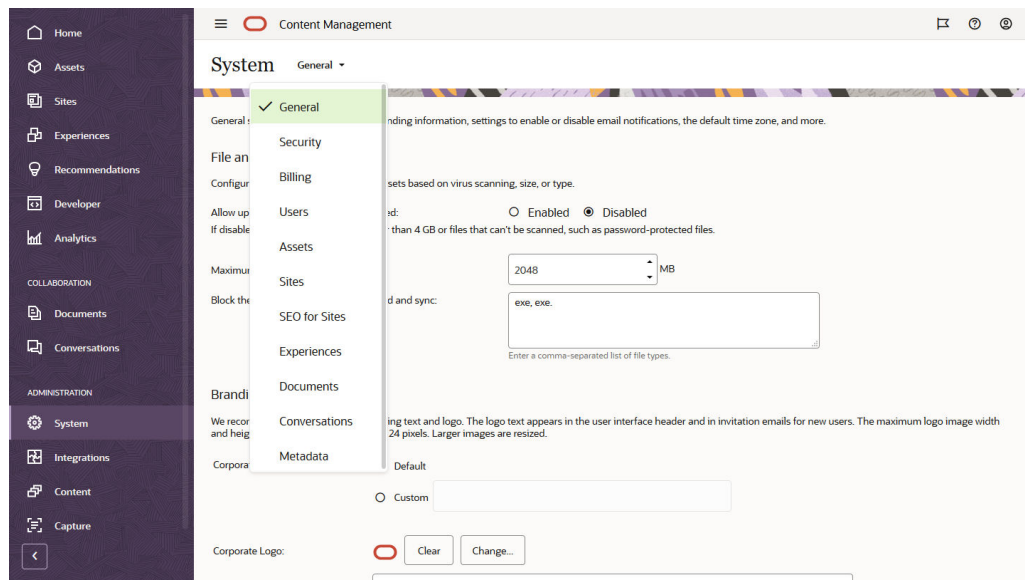 Home
Assets
Sites
Experiences
Recommendations
Developer
Analytics
COLLABORATION
Documents
Conversations
ADMINISTRATION
System
Integrations
Content
Capture
Content Management
System General
General
Security
Billing
Users
Assets
Sites
SEO for Sites
Experiences
Documents
Conversations
Metadata
General nding information, settings to enable or disable email notifications, the default time zone, and more.
File an
Configur sets based on virus scanning, size, or type.
Allow up ed: Enabled Disabled
If disable than 4 GB or files that can't be scanned, such as password-protected files.
Maximu 2048 MB
Block the d and sync: exe, exe.
Enter a comma-separated list of file types.
Brandi
We recor ing text and logo. The logo text appears in the user interface header and in invitation emails for new users. The maximum logo image width
and heig 24 pixels. Larger images are resized.
Corpora Default
Custom
Corporate Logo: Clear Change...